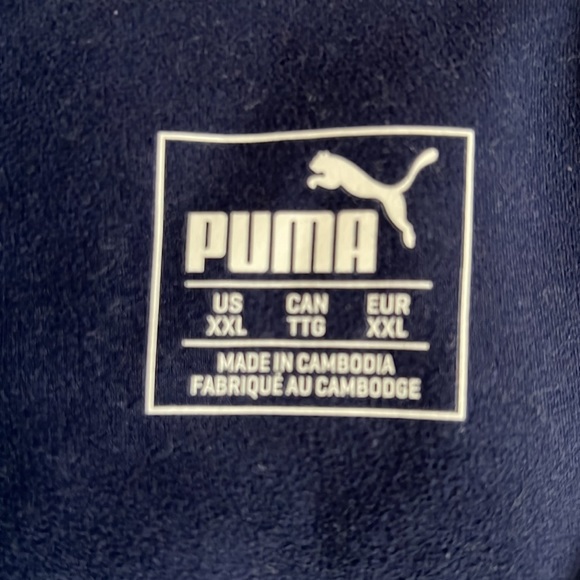 PUMA
US CAN EUR
XXL TTG XXL
MADE IN CAMBODIA
FABRIQUÉ AU CAMBODGE